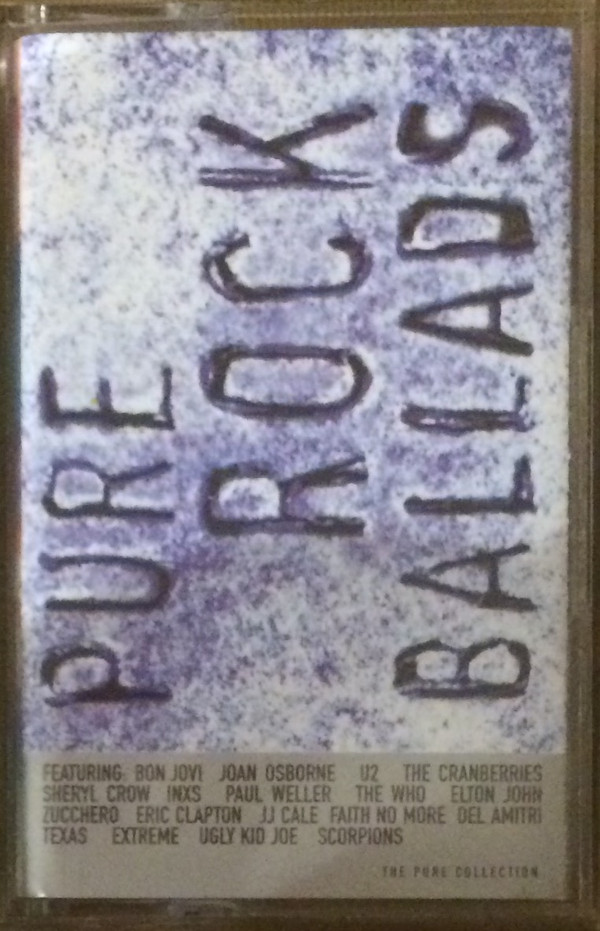 PURE
ROCK
BALLADS
FEATURING: BON JOVI JOAN OSBORNE U2 THE CRANBERRIES
SHERYL CROW INXS PAUL WELLER THE WHO ELTON JOHN
ZUCCHERO ERIC CLAPTON JJ CALE FAITH NO MORE DEL AMITRI
TEXAS EXTREME UGLY KID JOE SCORPIONS
THE PURE COLLECTION